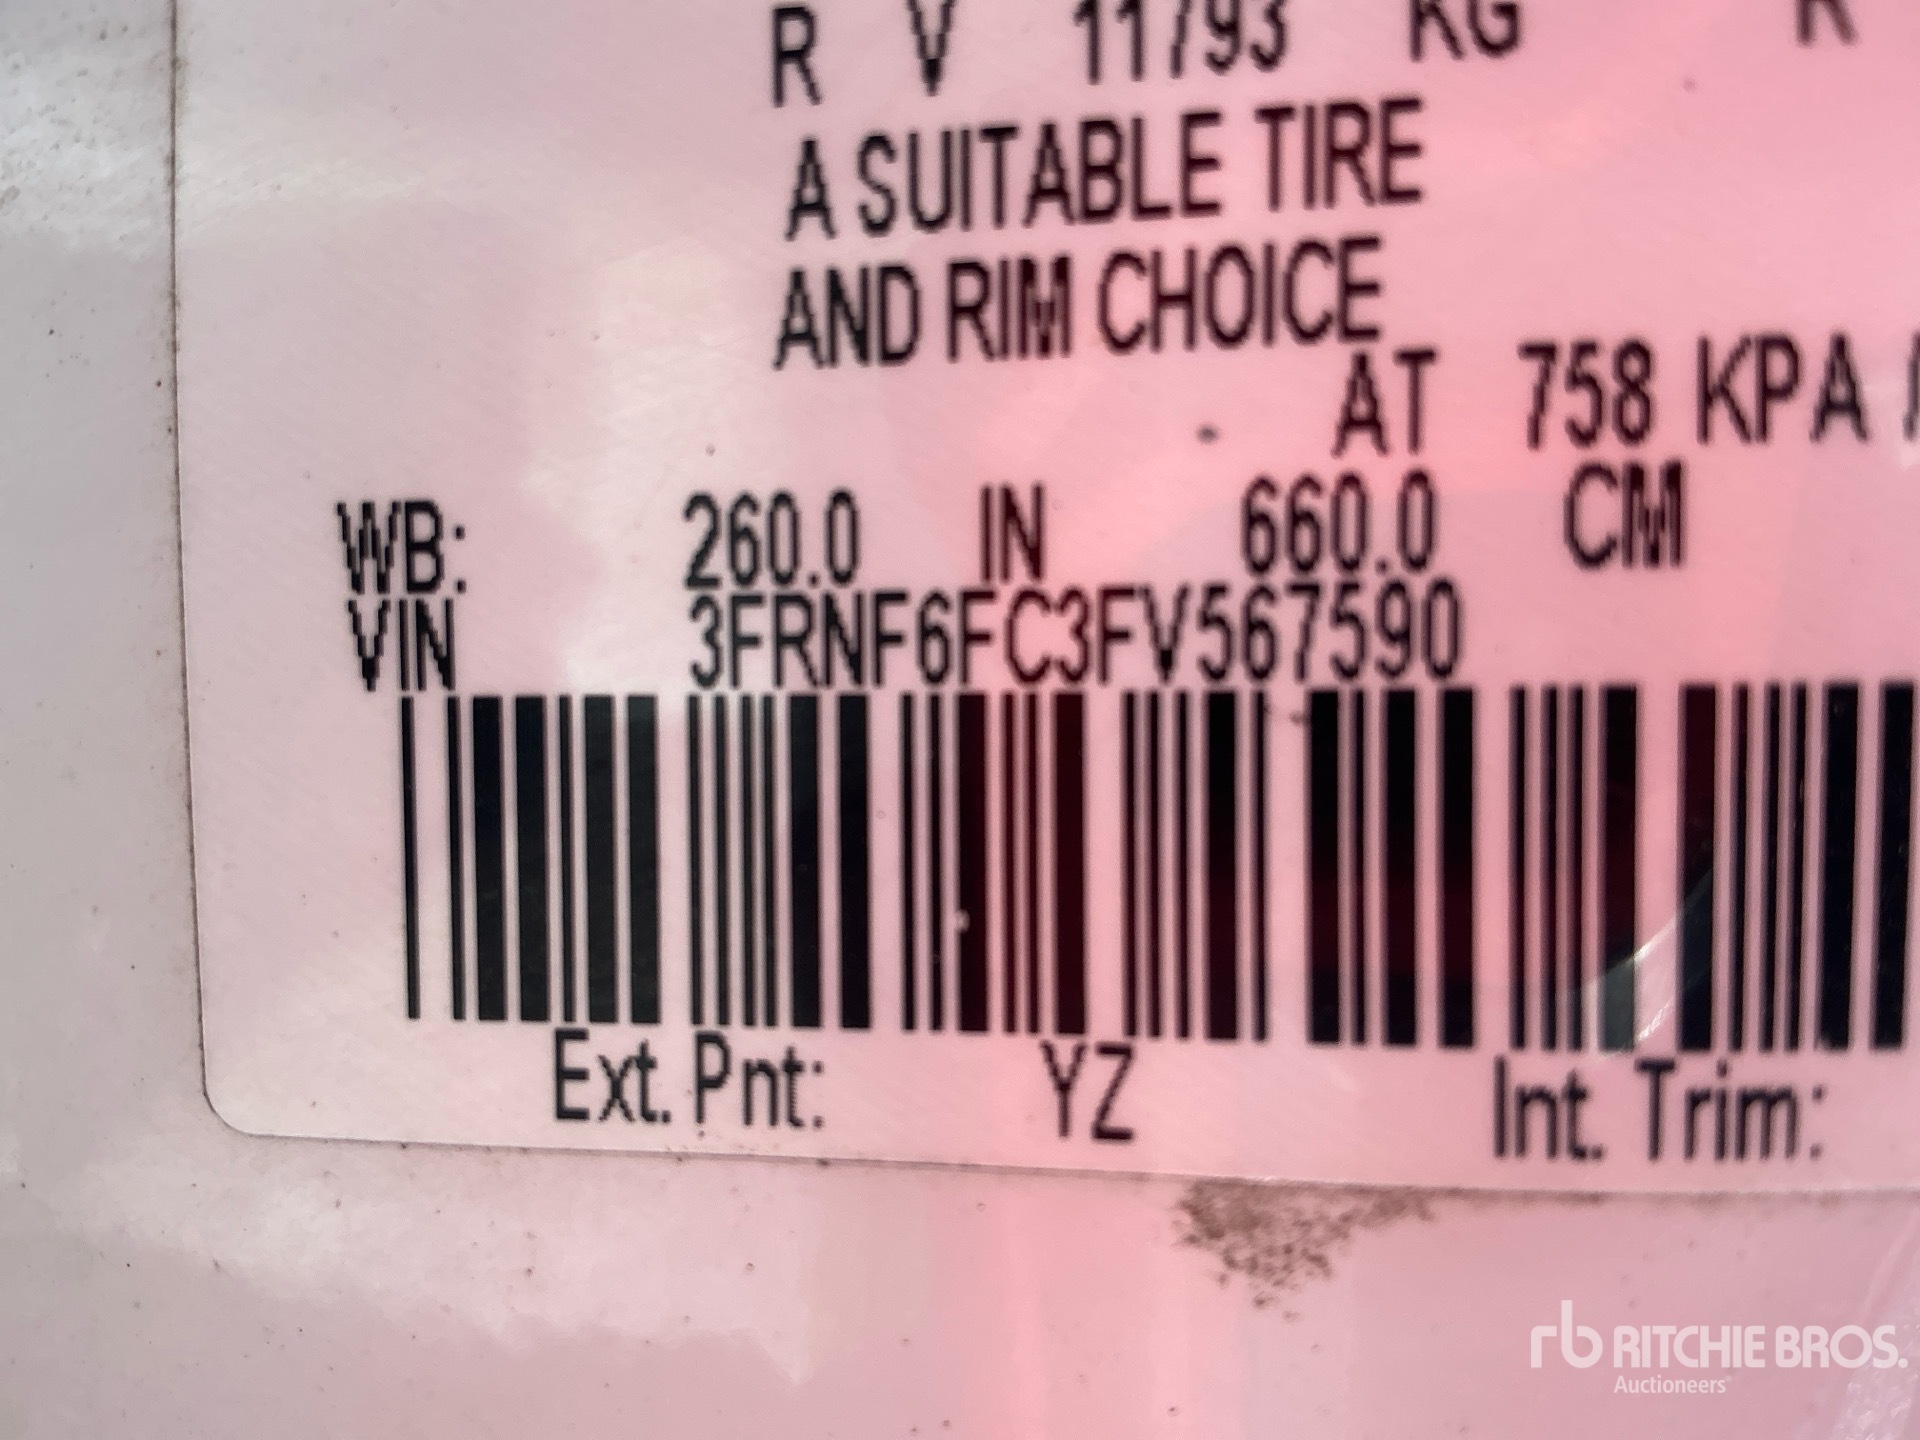 R V 11793 KG R
A SUITABLE TIRE
AND RIM CHOICE
AT 758 KPA /
WB: 260.0 IN 660.0 CM
VIN 3FRNF6FC3FV567590
Ext. Pnt: YZ Int. Trim:
rb RITCHIE BROS.
Auctioneers